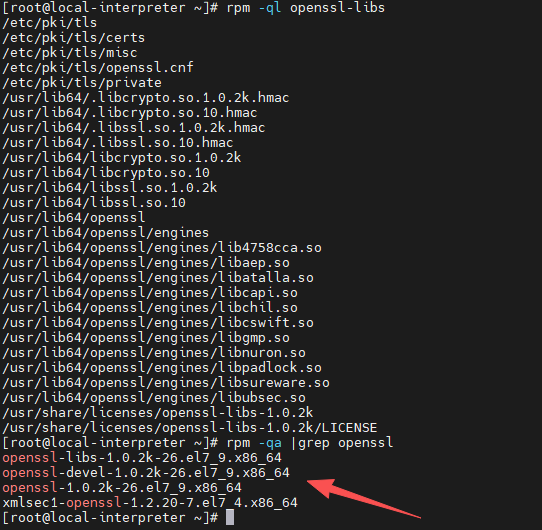 [root@local-interpreter ~]# rpm -ql openssl-libs
/etc/pki/tls
/etc/pki/tls/certs
/etc/pki/tls/misc
/etc/pki/tls/openssl.cnf
/etc/pki/tls/private
/usr/lib64/.libcrypto.so.1.0.2k.hmac
/usr/lib64/.libcrypto.so.10.hmac
/usr/lib64/.libssl.so.1.0.2k.hmac
/usr/lib64/.libssl.so.10.hmac
/usr/lib64/libcrypto.so.1.0.2k
/usr/lib64/libcrypto.so.10
/usr/lib64/libssl.so.1.0.2k
/usr/lib64/libssl.so.10
/usr/lib64/openssl
/usr/lib64/openssl/engines
/usr/lib64/openssl/engines/lib4758cca.so
/usr/lib64/openssl/engines/libaep.so
/usr/lib64/openssl/engines/libatalla.so
/usr/lib64/openssl/engines/libcapi.so
/usr/lib64/openssl/engines/libchil.so
/usr/lib64/openssl/engines/libcswift.so
/usr/lib64/openssl/engines/libgmp.so
/usr/lib64/openssl/engines/libnuron.so
/usr/lib64/openssl/engines/libpadlock.so
/usr/lib64/openssl/engines/libsureware.so
/usr/lib64/openssl/engines/libubsec.so
/usr/share/licenses/openssl-libs-1.0.2k
/usr/share/licenses/openssl-libs-1.0.2k/LICENSE
[root@local-interpreter ~]# rpm -qa |grep openssl
openssl-libs-1.0.2k-26.el7_9.x86_64
openssl-devel-1.0.2k-26.el7_9.x86_64
openssl-1.0.2k-26.el7_9.x86_64
xmlsec1-openssl-1.2.20-7.el7_4.x86_64
[root@local-interpreter ~]#